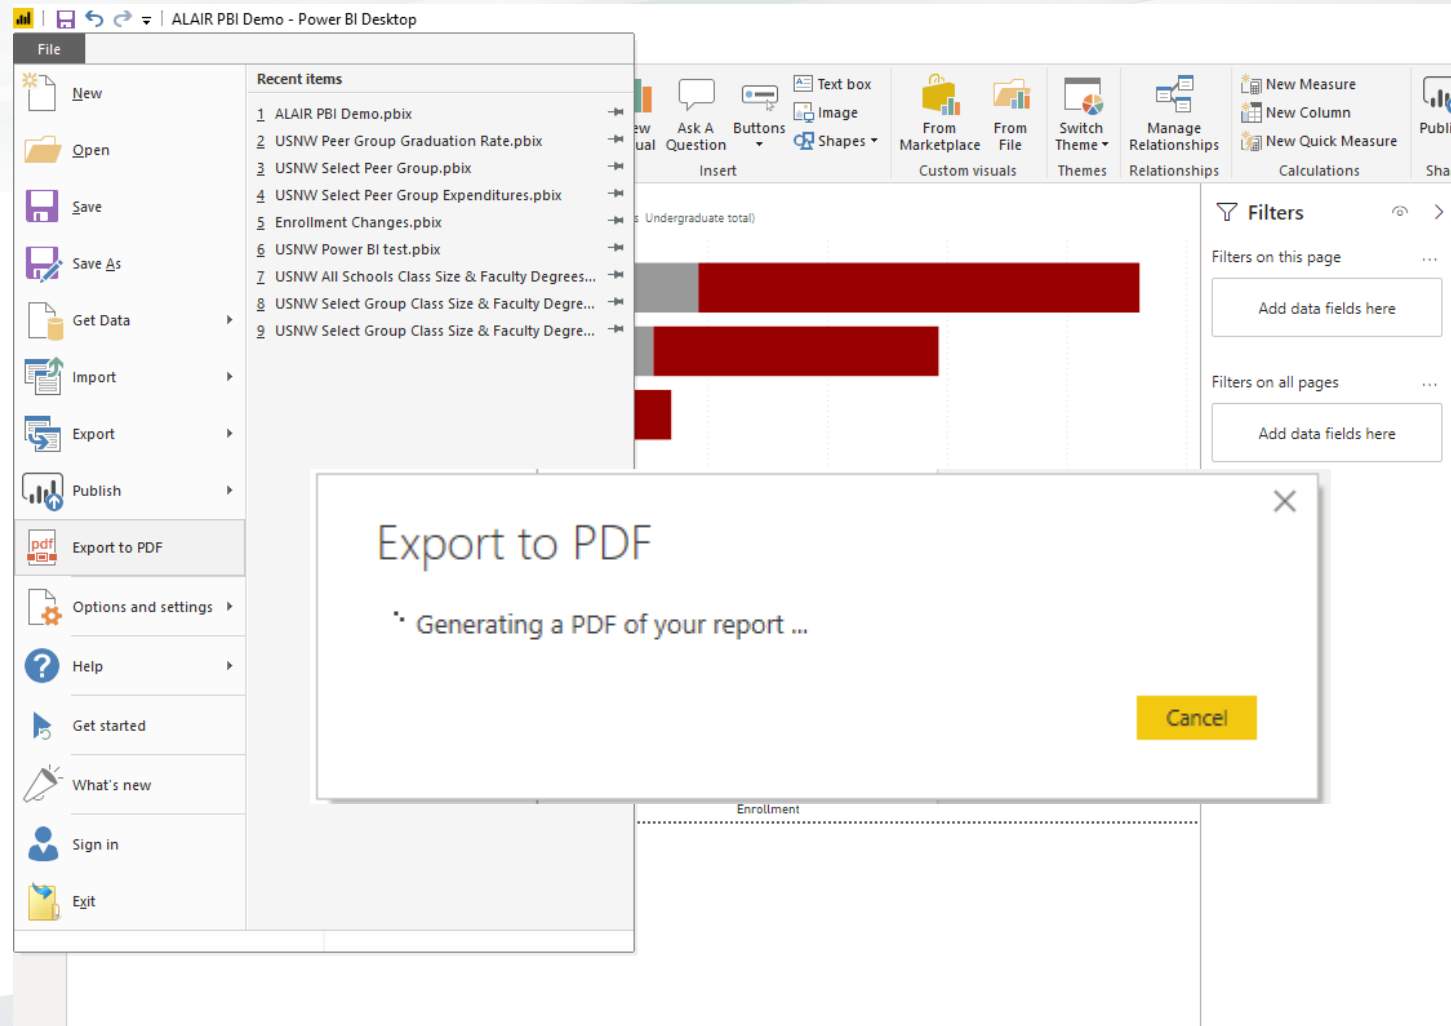 ALAIR PBI Demo - Power BI Desktop
File
New
Open
Save
Save As
Get Data
Import
Export
Publish
pdf
Export to PDF
Options and settings
Help
Get started
What's new
Sign in
Exit
Recent items
1 ALAIR PBI Demo.pbix
2 USNW Peer Group Graduation Rate.pbix
3 USNW Select Peer Group.pbix
4 USNW Select Peer Group Expenditures.pbix
5 Enrollment Changes.pbix
6 USNW Power BI test.pbix
7 USNW All Schools Class Size & Faculty Degrees...
8 USNW Select Group Class Size & Faculty Degre...
9 USNW Select Group Class Size & Faculty Degre...
Ask A
Question
Buttons
Text box
Image
Shapes
Insert
From
Marketplace
From
File
Custom visuals
Switch
Theme
Themes
Manage
Relationships
Relationships
New Measure
New Column
New Quick Measure
Calculations
Publi
Sha
s Undergraduate total)
Filters
Filters on this page
...
Add data fields here
Filters on all pages
...
Add data fields here
Export to PDF
Generating a PDF of your report ...
Cancel
Enrollment